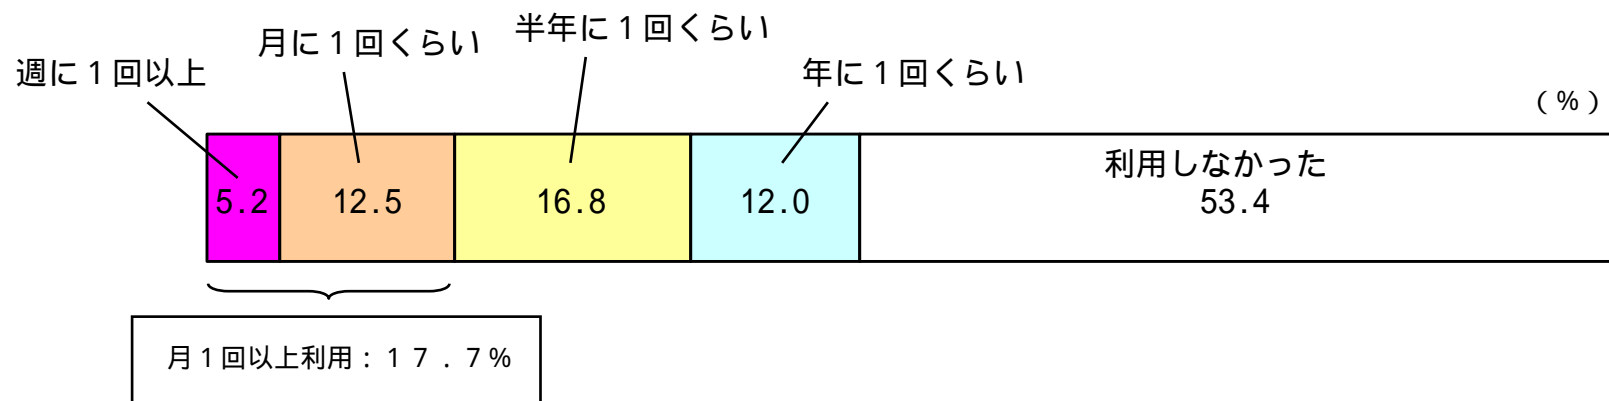 半年に１回くらい
月に１回くらい
週に１回以上
年に１回くらい
（％）
利用しなかった
5.2
12.5
16.8
12.0
53.4
月１回以上利用：１７．７％